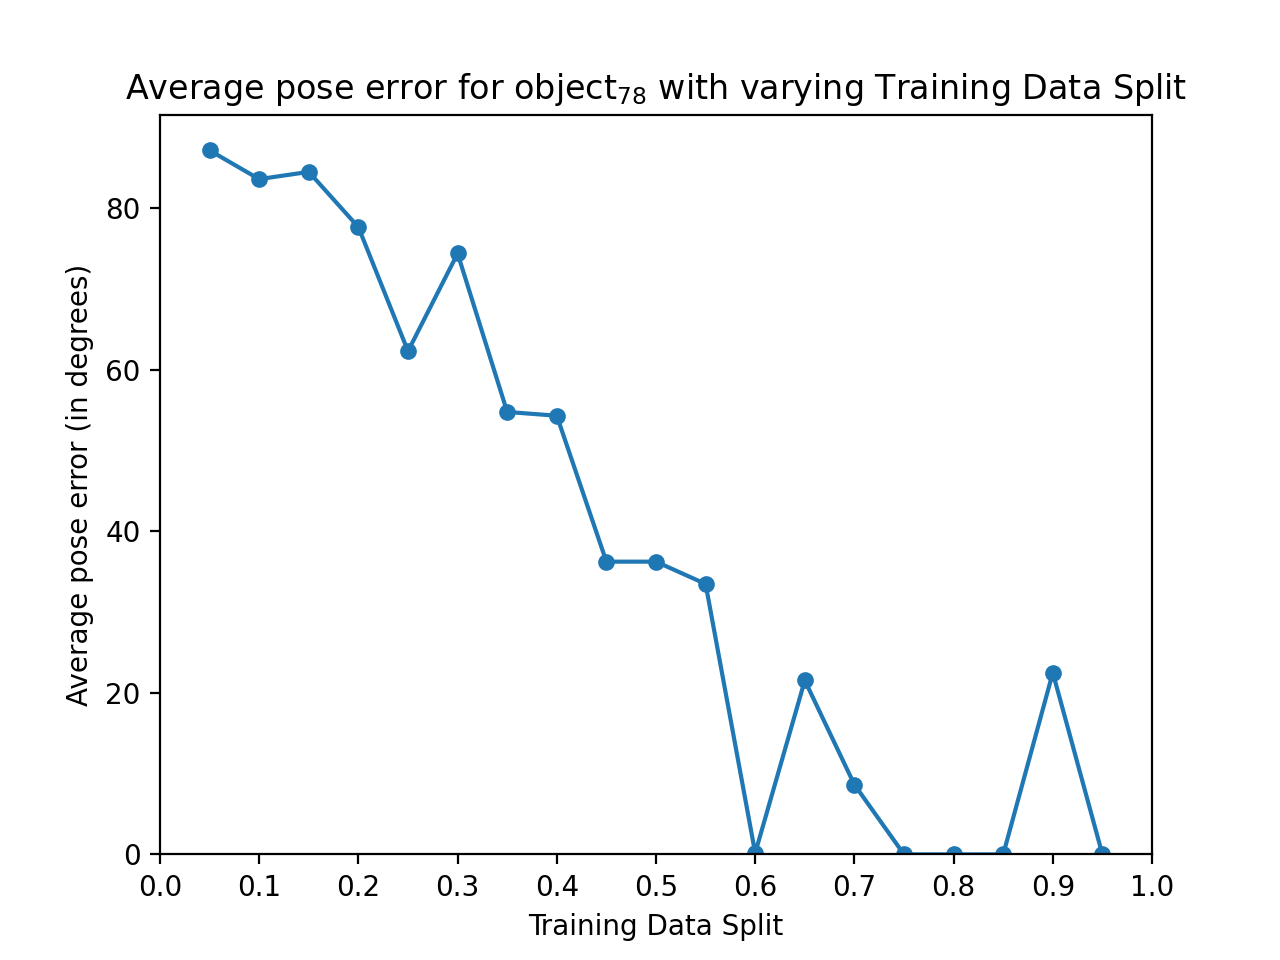 Average pose error for object₇₈ with varying Training Data Split
Average pose error (in degrees)
80
60
40
20
0
0.0 0.1 0.2 0.3 0.4 0.5 0.6 0.7 0.8 0.9 1.0
Training Data Split